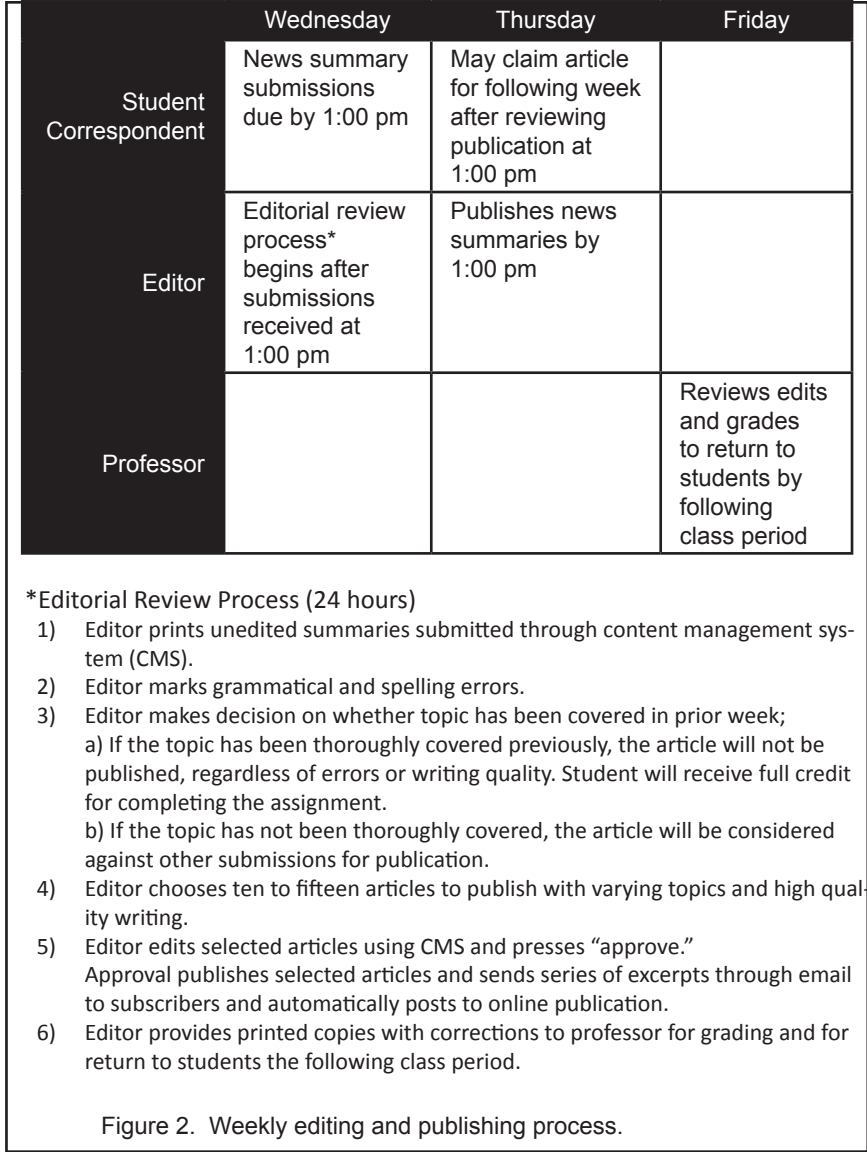 Wednesday Thursday Friday
Student
Correspondent
News summary
submissions
due by 1:00 pm
May claim article
for following week
after reviewing
publication at
1:00 pm
Editor
Editorial review
process*
begins after
submissions
received at
1:00 pm
Publishes news
summaries by
1:00 pm
Professor
Reviews edits
and grades
to return to
students by
following
class period
*Editorial Review Process (24 hours)
1) Editor prints unedited summaries submitted through content management sys-
tem (CMS).
2) Editor marks grammatical and spelling errors.
3) Editor makes decision on whether topic has been covered in prior week;
a) If the topic has been thoroughly covered previously, the article will not be
published, regardless of errors or writing quality. Student will receive full credit
for completing the assignment.
b) If the topic has not been thoroughly covered, the article will be considered
against other submissions for publication.
4) Editor chooses ten to fifteen articles to publish with varying topics and high qual-
ity writing.
5) Editor edits selected articles using CMS and presses “approve.”
Approval publishes selected articles and sends series of excerpts through email
to subscribers and automatically posts to online publication.
6) Editor provides printed copies with corrections to professor for grading and for
return to students the following class period.
Figure 2. Weekly editing and publishing process.